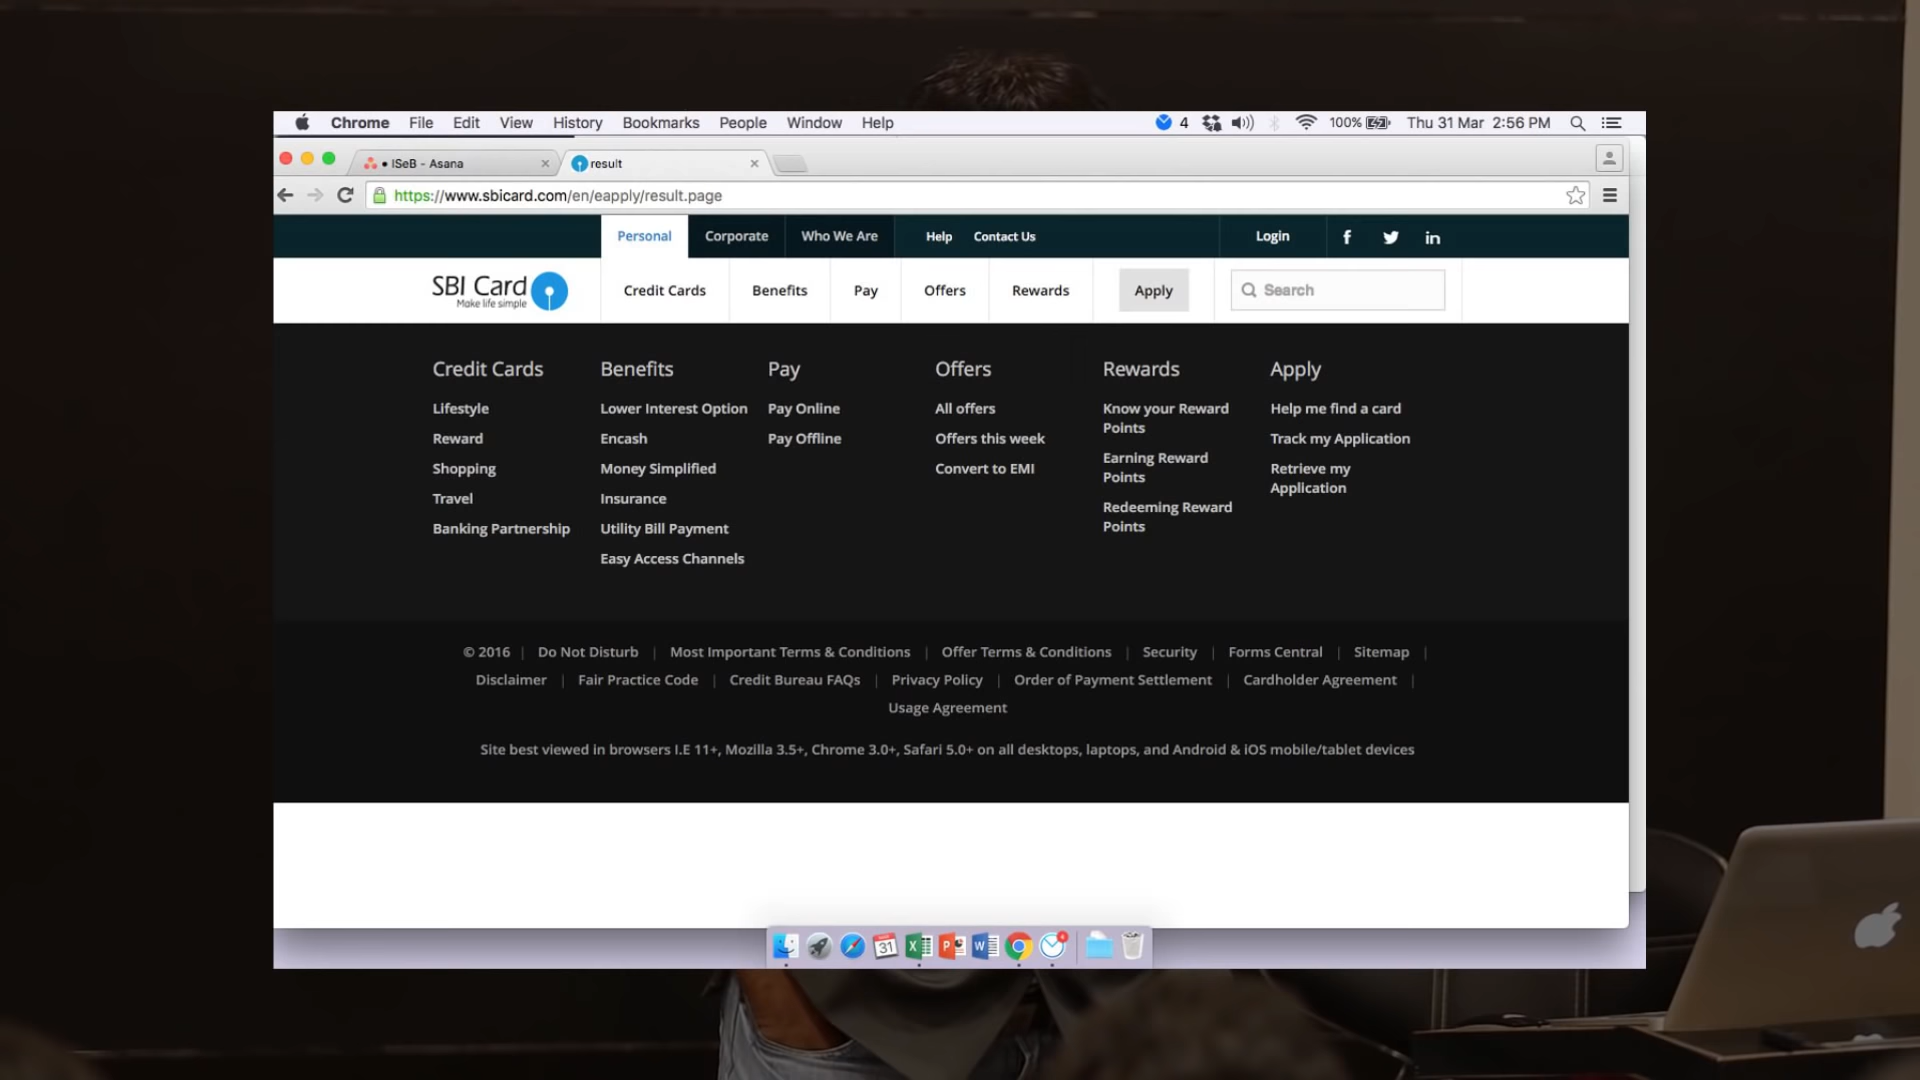 Chrome File Edit View History Bookmarks People Window Help 4 100% Thu 31 Mar 2:56 PM
• ISeB - Asana result
https://www.sbicard.com/en/eapply/result.page
Personal Corporate Who We Are Help Contact Us Login
SBI Card
Make life simple
Credit Cards Benefits Pay Offers Rewards Apply Search
Credit Cards Benefits Pay Offers Rewards Apply
Lifestyle Lower Interest Option Pay Online All offers Know your Reward Points Help me find a card
Reward Encash Pay Offline Offers this week Earning Reward Points Track my Application
Shopping Money Simplified Convert to EMI Redeeming Reward Points Retrieve my Application
Travel Insurance
Banking Partnership Utility Bill Payment
Easy Access Channels
© 2016 | Do Not Disturb | Most Important Terms & Conditions | Offer Terms & Conditions | Security | Forms Central | Sitemap |
Disclaimer | Fair Practice Code | Credit Bureau FAQs | Privacy Policy | Order of Payment Settlement | Cardholder Agreement |
Usage Agreement
Site best viewed in browsers I.E 11+, Mozilla 3.5+, Chrome 3.0+, Safari 5.0+ on all desktops, laptops, and Android & iOS mobile/tablet devices
31